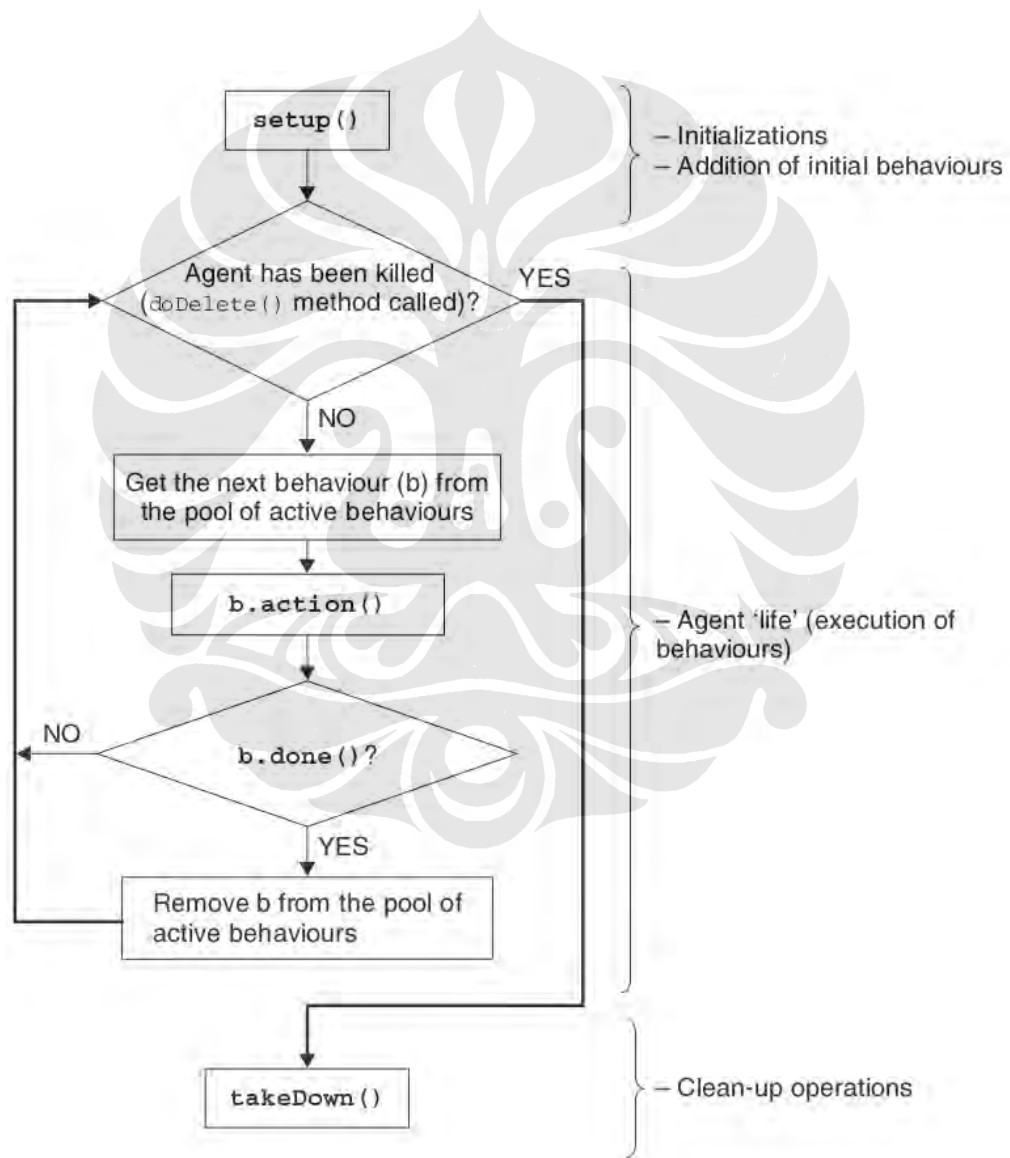 setup()
– Initializations
– Addition of initial behaviours
Agent has been killed
(doDelete() method called)?
YES
NO
Get the next behaviour (b) from
the pool of active behaviours
b.action()
– Agent ‘life’ (execution of
behaviours)
NO
b.done()?
YES
Remove b from the pool of
active behaviours
takeDown()
– Clean-up operations